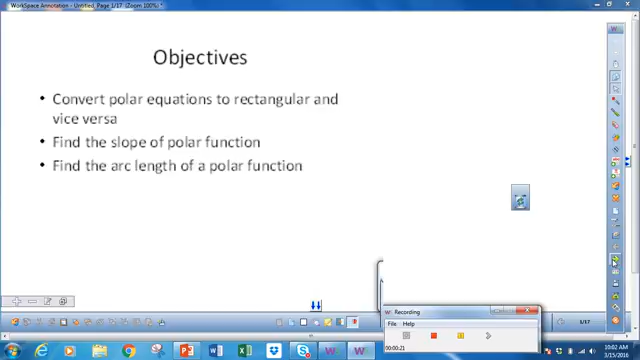 WorkSpace Annotation - Untitled_Page 1/17 (Zoom 100%) *
Objectives
• Convert polar equations to rectangular and
vice versa
• Find the slope of polar function
• Find the arc length of a polar function
Recording
File Help
00:00:21
1/17
10:02 AM
3/15/2016